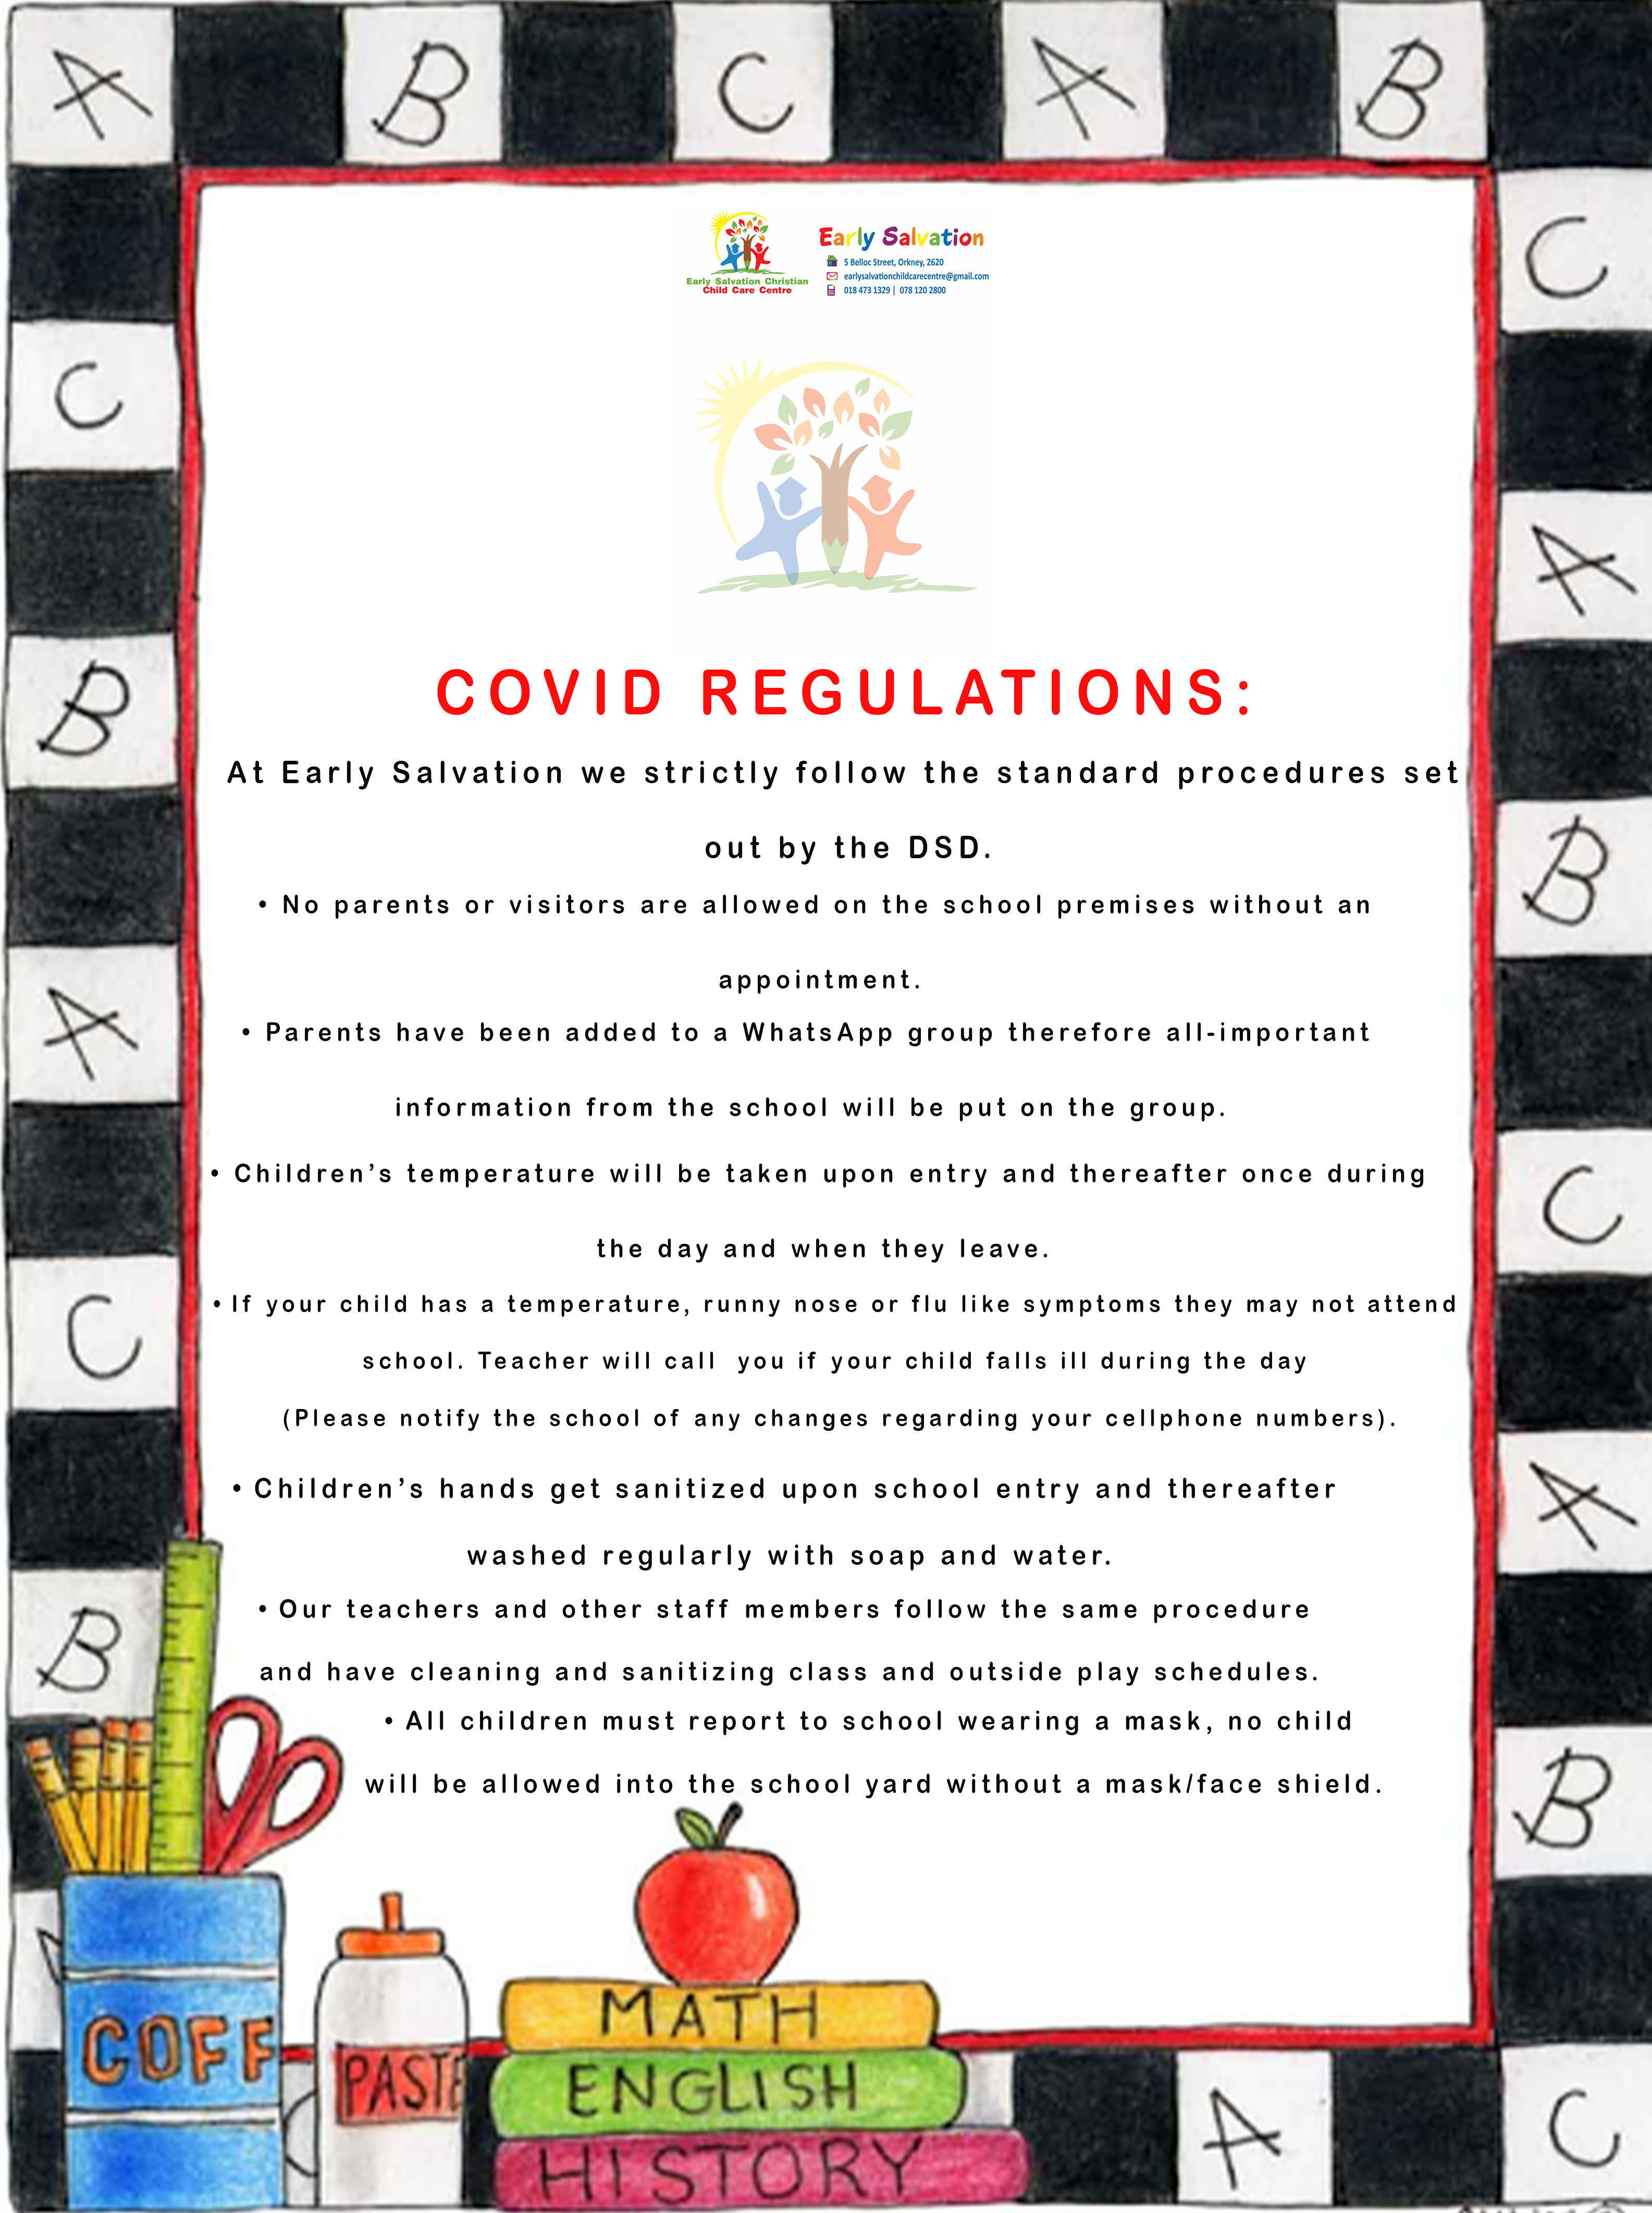 A B C A B
Early Salvation Christian
Child Care Centre
Early Salvation
5 Belloc Street, Orkney, 2620
earlysalvationchildcarecentre@gmail.com
018 473 1329 | 078 120 2800
C
C
A
B
B
A
C
C
A
B
B
COVID REGULATIONS:
At Early Salvation we strictly follow the standard procedures set
out by the DSD.
• No parents or visitors are allowed on the school premises without an
appointment.
• Parents have been added to a WhatsApp group therefore all-important
information from the school will be put on the group.
• Children’s temperature will be taken upon entry and thereafter once during
the day and when they leave.
• If your child has a temperature, runny nose or flu like symptoms they may not attend
school. Teacher will call  you if your child falls ill during the day
(Please notify the school of any changes regarding your cellphone numbers).
• Children’s hands get sanitized upon school entry and thereafter
washed regularly with soap and water.
• Our teachers and other staff members follow the same procedure
and have cleaning and sanitizing class and outside play schedules.
• All children must report to school wearing a mask, no child
will be allowed into the school yard without a mask/face shield.
COFF
PASTE
MATH
ENGLISH
HISTORY
A C